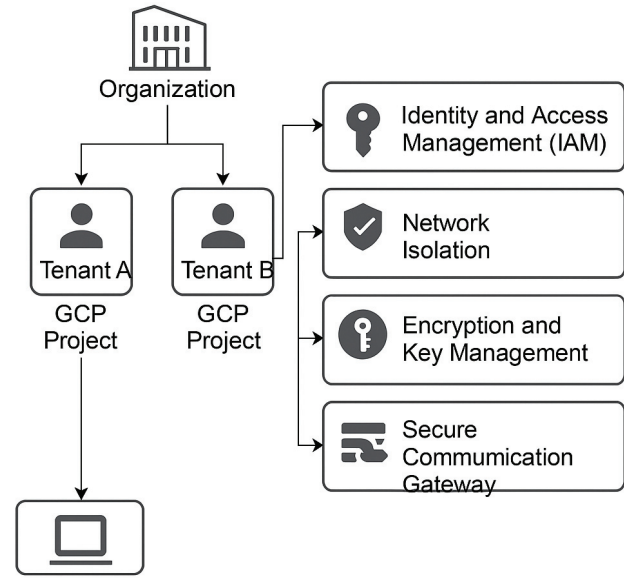 Organization
Tenant A
GCP
Project
Tenant B
GCP
Project
Identity and Access
Management (IAM)
Network
Isolation
Encryption and
Key Management
Secure
Commumication
Gateway